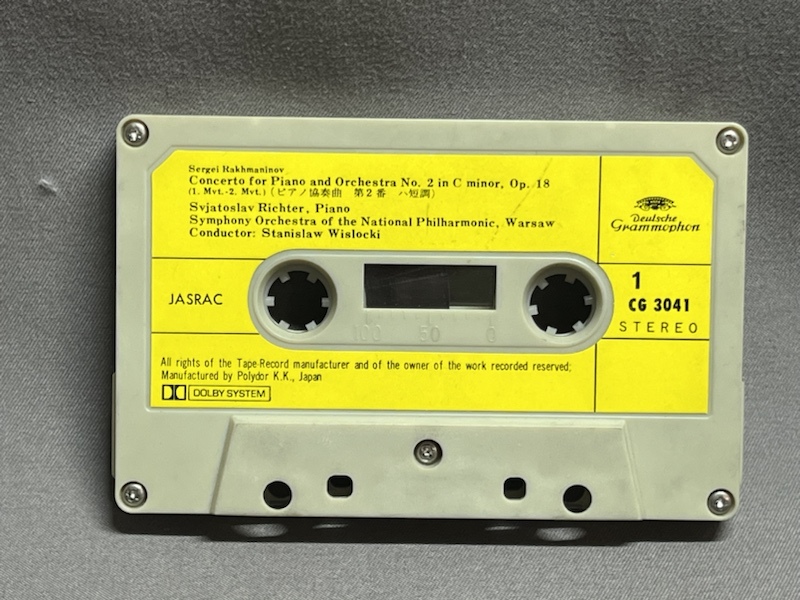 Sergei Rakhmaninov
Concerto for Piano and Orchestra No. 2 in C minor, Op. 18
(1. Mvt.-2. Mvt.) (ピアノ協奏曲 第2番 ハ短調)
Svjatoslav Richter, Piano
Symphony Orchestra of the National Philharmonic, Warsaw
Conductor: Stanislaw Wislocki
Deutsche
Grammophon
JASRAC
1
CG 3041
STEREO
100 50 0
All rights of the Tape-Record manufacturer and of the owner of the work recorded reserved;
Manufactured by Polydor K.K., Japan
DOLBY SYSTEM